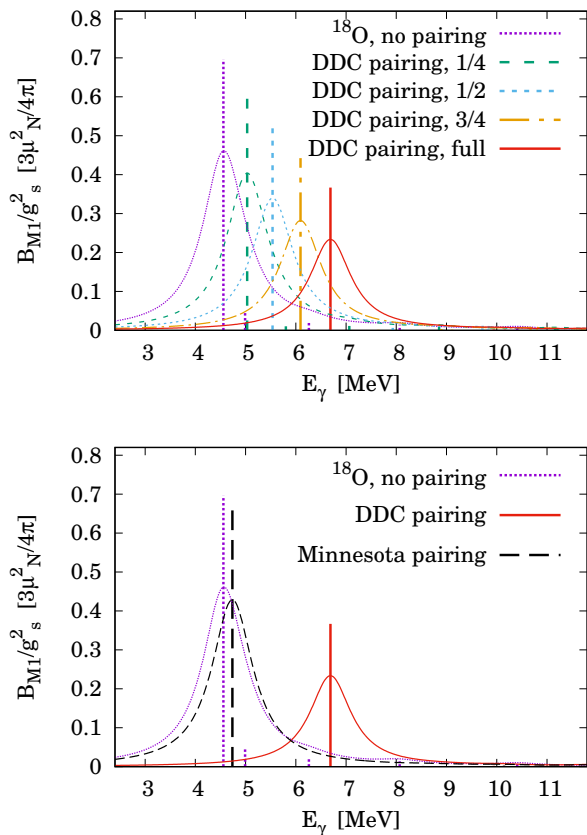 0.8
0.7
0.6
0.5
0.4
0.3
0.2
0.1
0
B_M1/g²_s [3μ²_N/4π]
¹⁸O, no pairing
DDC pairing, 1/4
DDC pairing, 1/2
DDC pairing, 3/4
DDC pairing, full
3 4 5 6 7 8 9 10 11
E_γ [MeV]
0.8
0.7
0.6
0.5
0.4
0.3
0.2
0.1
0
B_M1/g²_s [3μ²_N/4π]
¹⁸O, no pairing
DDC pairing
Minnesota pairing
3 4 5 6 7 8 9 10 11
E_γ [MeV]